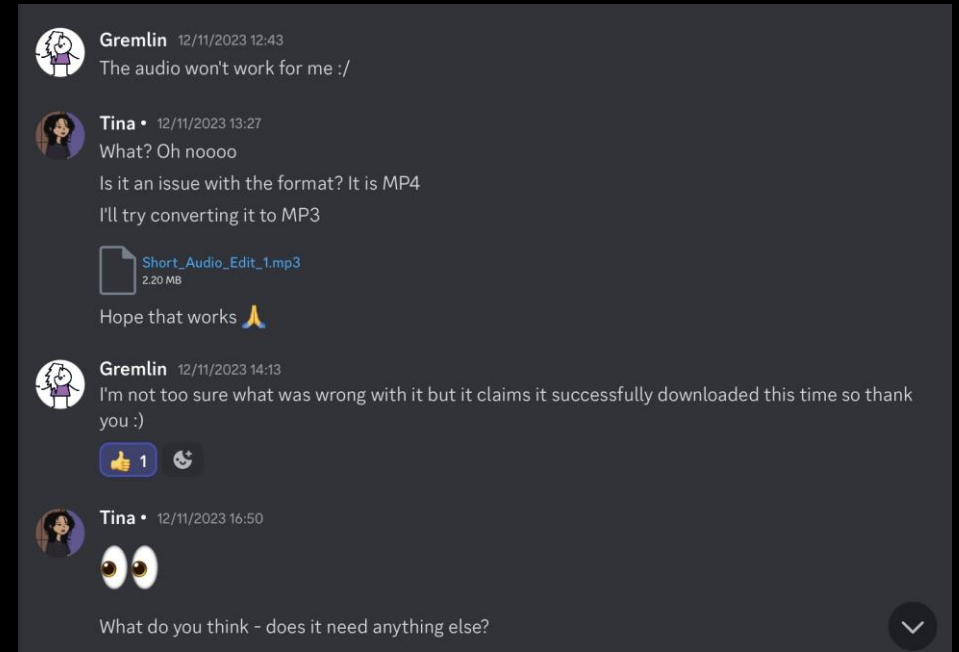 Gremlin 12/11/2023 12:43
The audio won't work for me :/
Tina • 12/11/2023 13:27
What? Oh noooo
Is it an issue with the format? It is MP4
I'll try converting it to MP3
Short_Audio_Edit_1.mp3
2.20 MB
Hope that works 🙏
Gremlin 12/11/2023 14:13
I'm not too sure what was wrong with it but it claims it successfully downloaded this time so thank
you :)
👍 1
Tina • 12/11/2023 16:50
👀
What do you think - does it need anything else?